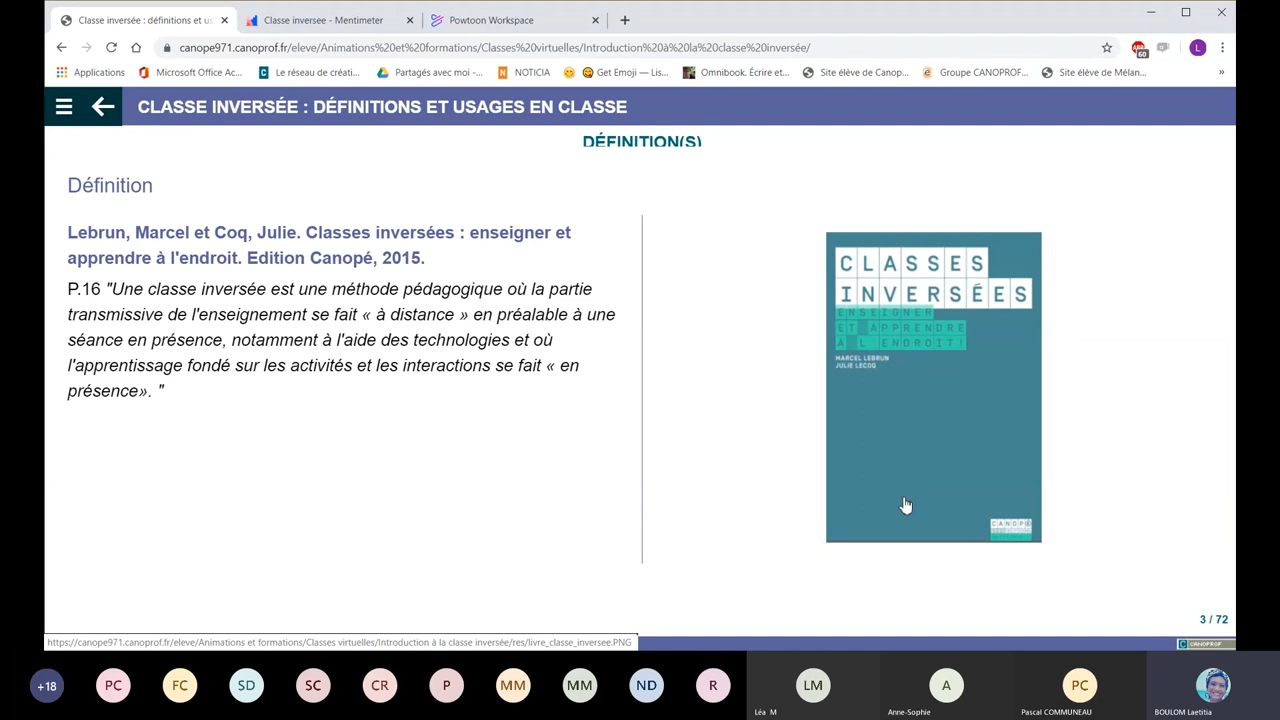 Classe inversée : définitions et us
Classe inversee - Mentimeter
Powtoon Workspace
canope971.canoprof.fr/eleve/Animations%20et%20formations/Classes%20virtuelles/Introduction%20à%20la%20classe%20inversée/
60
L
Applications
Microsoft Office Ac...
Le réseau de créati...
Partagés avec moi -...
NOTICIA
Get Emoji — Lis...
Omnibook. Écrire et...
Site élève de Canop...
Groupe CANOPROF...
Site élève de Mélan...
CLASSE INVERSÉE : DÉFINITIONS ET USAGES EN CLASSE
DÉFINITION(S)
Définition
Lebrun, Marcel et Coq, Julie. Classes inversées : enseigner et
apprendre à l'endroit. Edition Canopé, 2015.
P.16 "Une classe inversée est une méthode pédagogique où la partie
transmissive de l'enseignement se fait « à distance » en préalable à une
séance en présence, notamment à l'aide des technologies et où
l'apprentissage fondé sur les activités et les interactions se fait « en
présence». "
CLASSES
INVERSÉES
ENSEIGNER
ET APPRENDRE
À L'ENDROIT!
MARCEL LEBRUN
JULIE LECOQ
CANOPÉ
3 / 72
https://canope971.canoprof.fr/eleve/Animations et formations/Classes virtuelles/Introduction à la classe inversée/res/livre_classe_inversee.PNG
CANOPROF
+18
PC
FC
SD
SC
CR
P
MM
MM
ND
R
LM
Léa M
A
Anne-Sophie
PC
Pascal COMMUNEAU
BOULOM Laetitia